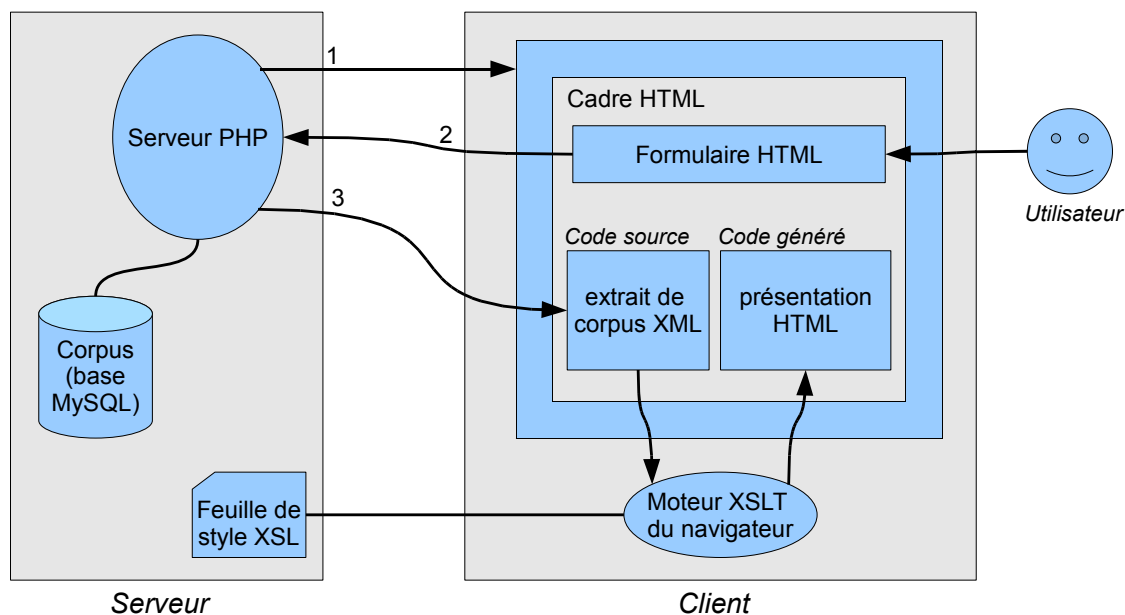 1
Cadre HTML
Serveur PHP
2
Formulaire HTML
Utilisateur
3
Code source
Code généré
extrait de
corpus XML
présentation
HTML
Corpus
(base
MySQL)
Feuille de
style XSL
Moteur XSLT
du navigateur
Serveur
Client